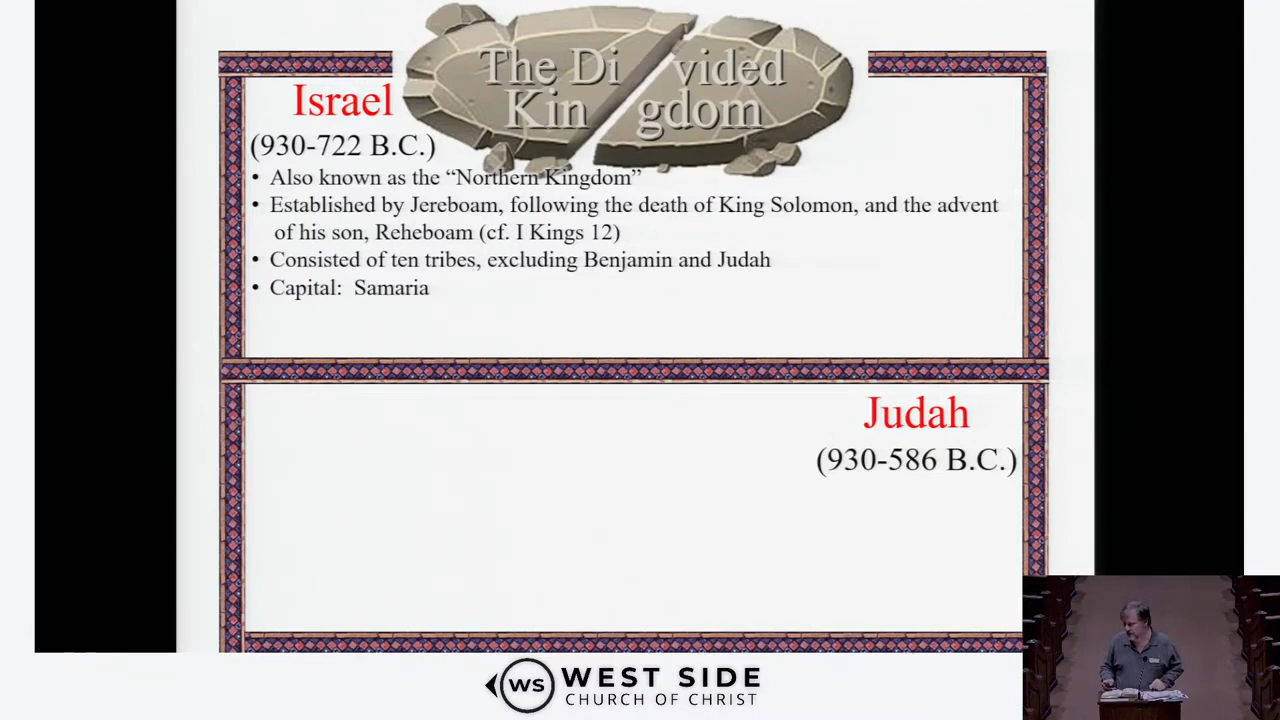 The Di vided
Kin gdom
Israel
(930-722 B.C.)
• Also known as the “Northern Kingdom”
• Established by Jereboam, following the death of King Solomon, and the advent
of his son, Reheboam (cf. I Kings 12)
• Consisted of ten tribes, excluding Benjamin and Judah
• Capital: Samaria
Judah
(930-586 B.C.)
WS WEST SIDE
CHURCH OF CHRIST